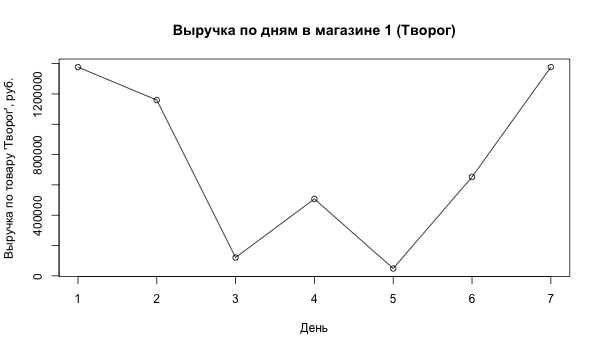 Выручка по дням в магазине 1 (Творог)
Выручка по товару 'Творог', руб.
1200000
800000
400000
0
1 2 3 4 5 6 7
День